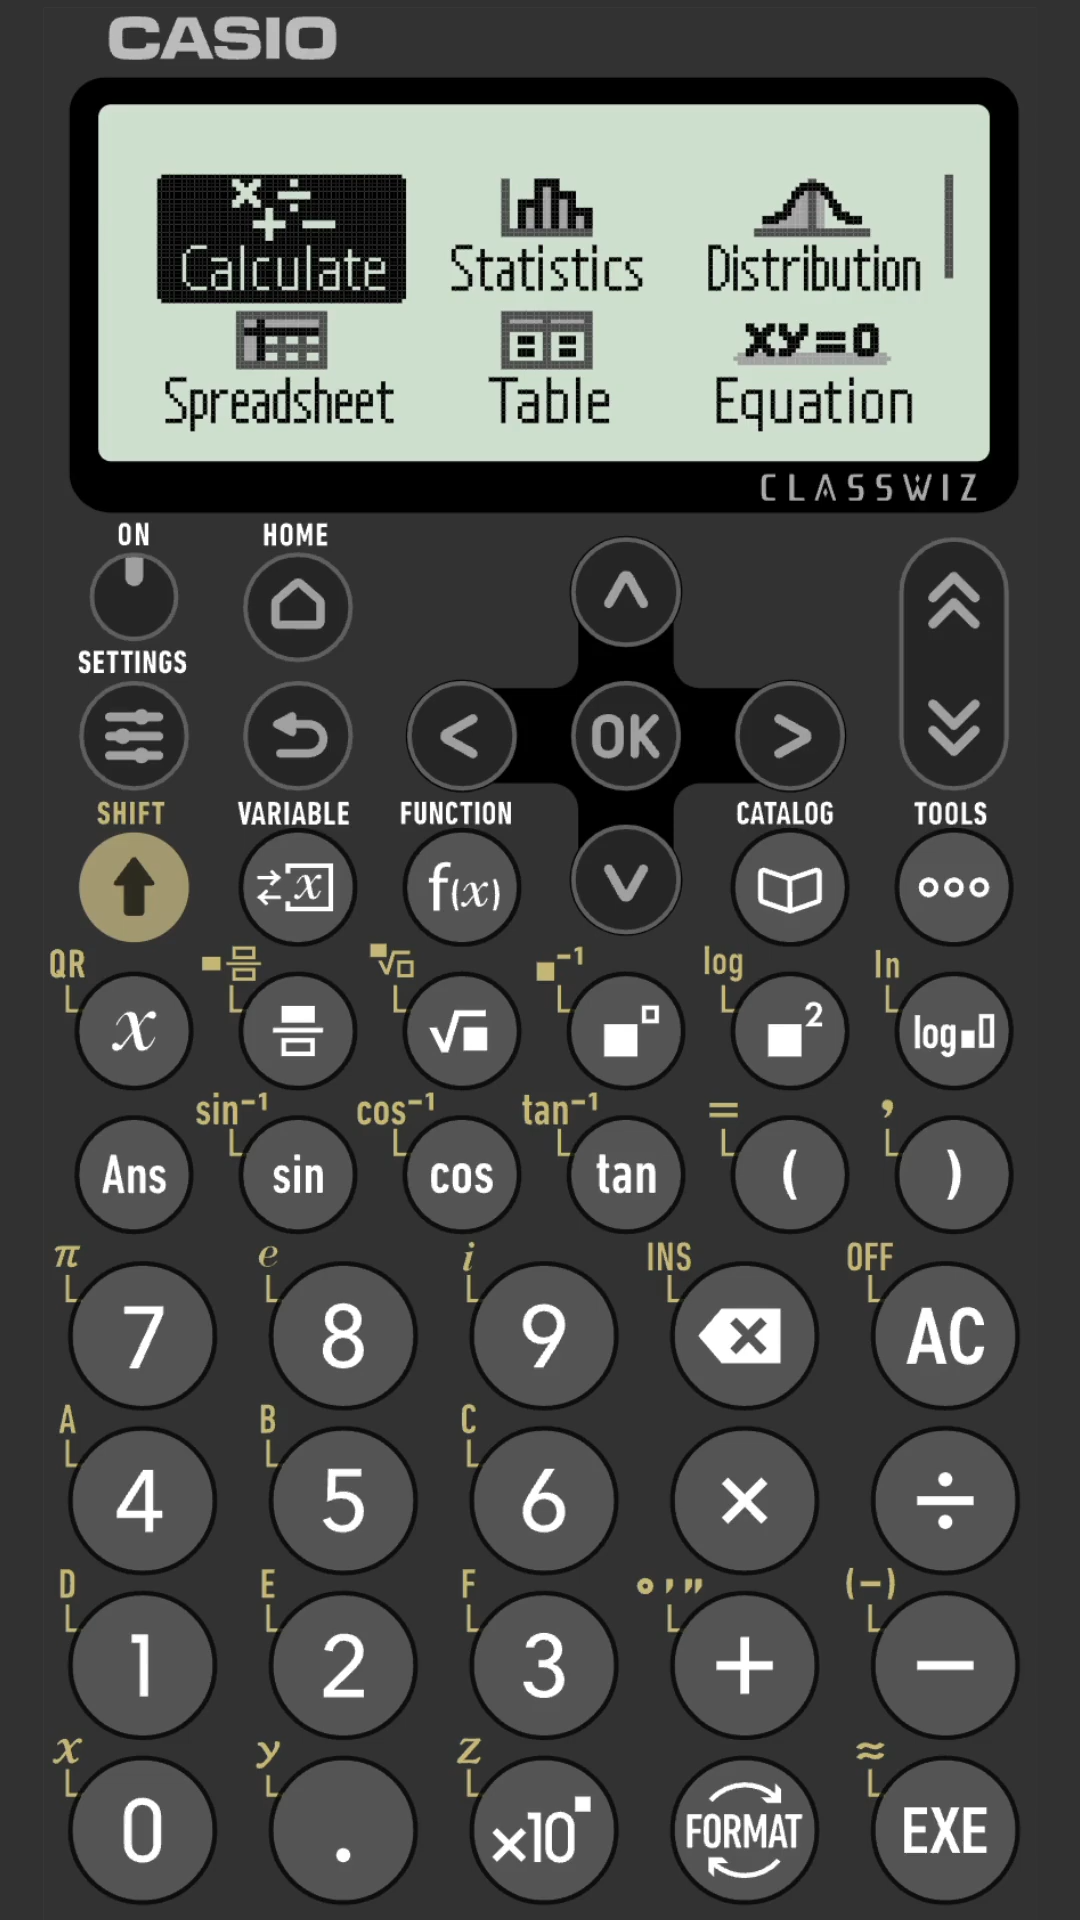 CASIO
Calculate Statistics Distribution
xy=0
Spreadsheet Table Equation
CLASSWIZ
ON HOME
OK
SETTINGS
SHIFT VARIABLE FUNCTION CATALOG TOOLS
x f(x)
QR ■⁻¹ log ln
x √■ ■² log
sin⁻¹ cos⁻¹ tan⁻¹ = ,
Ans sin cos tan ( )
π e i INS OFF
7 8 9 AC
A B C
4 5 6 × ÷
D E F ° ’ ” (−)
1 2 3 + −
x y z ≈
0 . ×10■ FORMAT EXE